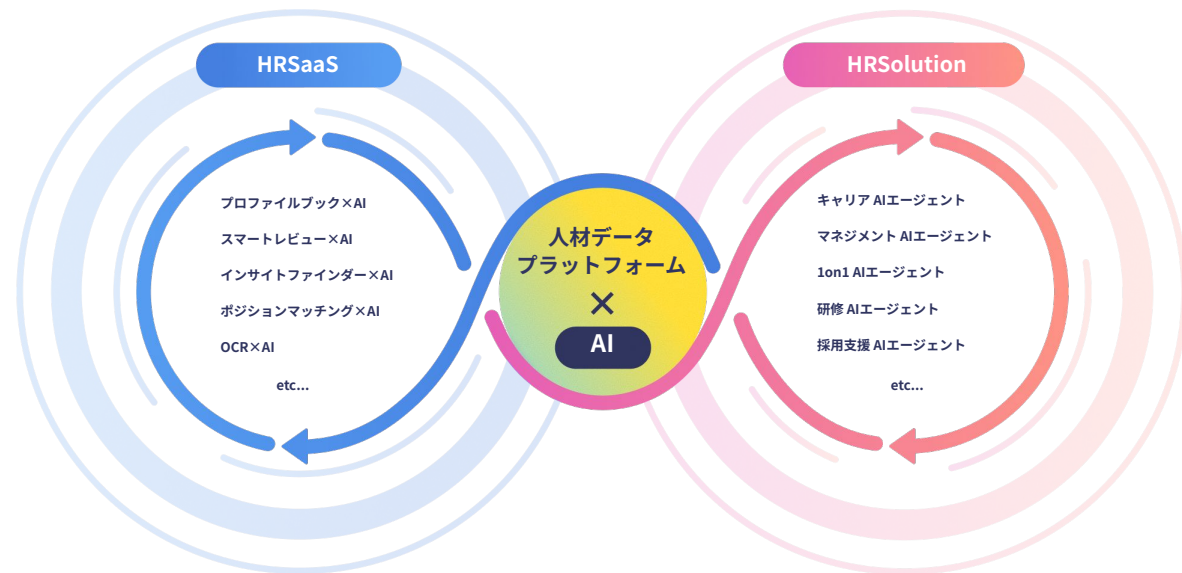 HRSaaS
プロファイルブック×AI
スマートレビュー×AI
インサイトファインダー×AI
ポジションマッチング×AI
OCR×AI
etc...
人材データ
プラットフォーム
×
AI
HRSolution
キャリア AIエージェント
マネジメント AIエージェント
1on1 AIエージェント
研修 AIエージェント
採用支援 AIエージェント
etc...